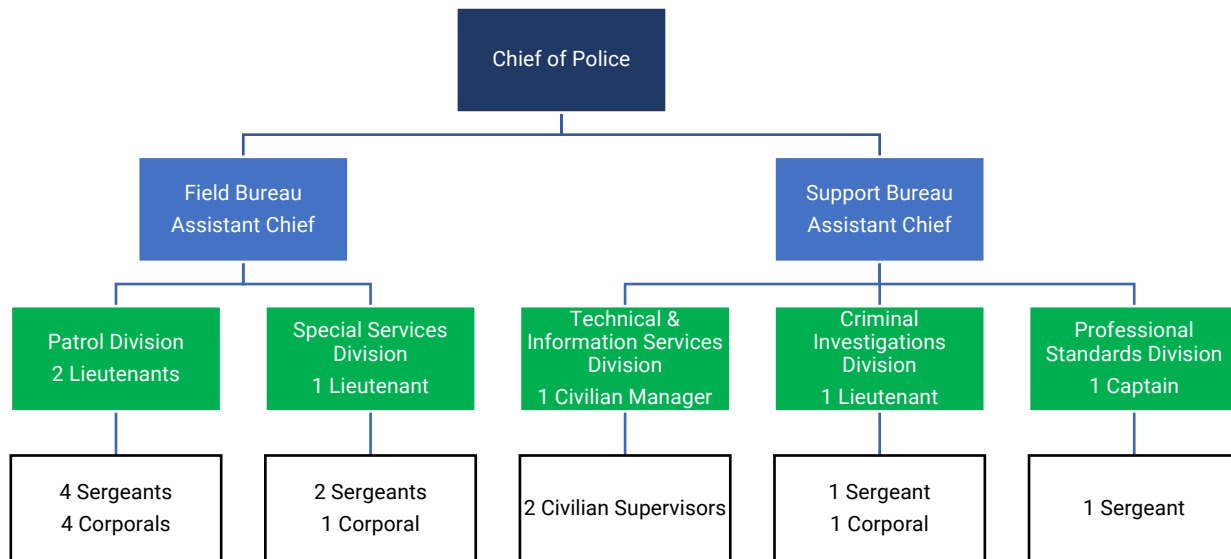 Chief of Police
Field Bureau
Assistant Chief
Support Bureau
Assistant Chief
Patrol Division
2 Lieutenants
Special Services
Division
1 Lieutenant
Technical &
Information Services
Division
1 Civilian Manager
Criminal
Investigations
Division
1 Lieutenant
Professional
Standards Division
1 Captain
4 Sergeants
4 Corporals
2 Sergeants
1 Corporal
2 Civilian Supervisors
1 Sergeant
1 Corporal
1 Sergeant